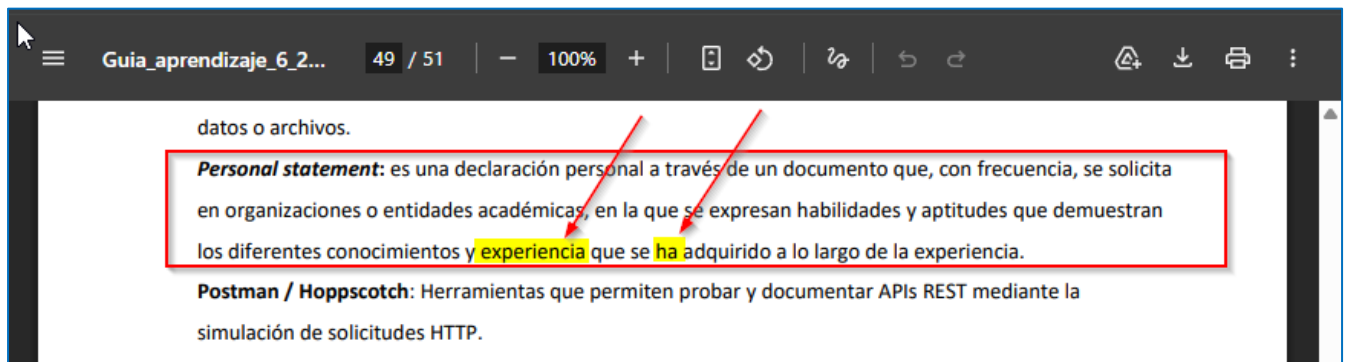 Guia_aprendizaje_6_2... 49 / 51 — 100% +
datos o archivos.
Personal statement: es una declaración personal a través de un documento que, con frecuencia, se solicita
en organizaciones o entidades académicas, en la que se expresan habilidades y aptitudes que demuestran
los diferentes conocimientos y experiencia que se ha adquirido a lo largo de la experiencia.
Postman / Hoppscotch: Herramientas que permiten probar y documentar APIs REST mediante la
simulación de solicitudes HTTP.